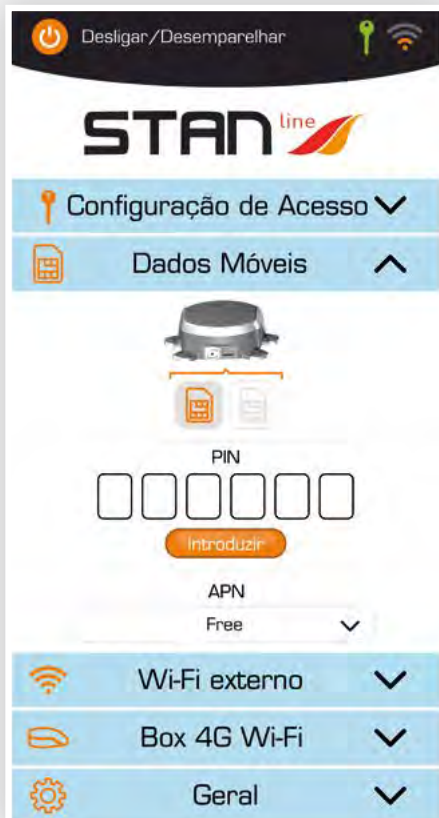 Desligar/Desemparelhar
STAN line
Configuração de Acesso
Dados Móveis
PIN
Introduzir
APN
Free
Wi-Fi externo
Box 4G Wi-Fi
Geral